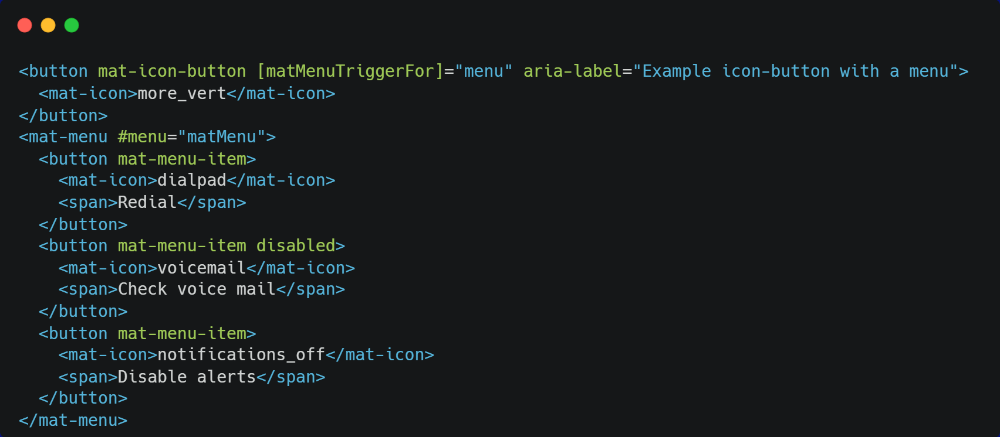 <button mat-icon-button [matMenuTriggerFor]="menu" aria-label="Example icon-button with a menu">
  <mat-icon>more_vert</mat-icon>
</button>
<mat-menu #menu="matMenu">
  <button mat-menu-item>
    <mat-icon>dialpad</mat-icon>
    <span>Redial</span>
  </button>
  <button mat-menu-item disabled>
    <mat-icon>voicemail</mat-icon>
    <span>Check voice mail</span>
  </button>
  <button mat-menu-item>
    <mat-icon>notifications_off</mat-icon>
    <span>Disable alerts</span>
  </button>
</mat-menu>